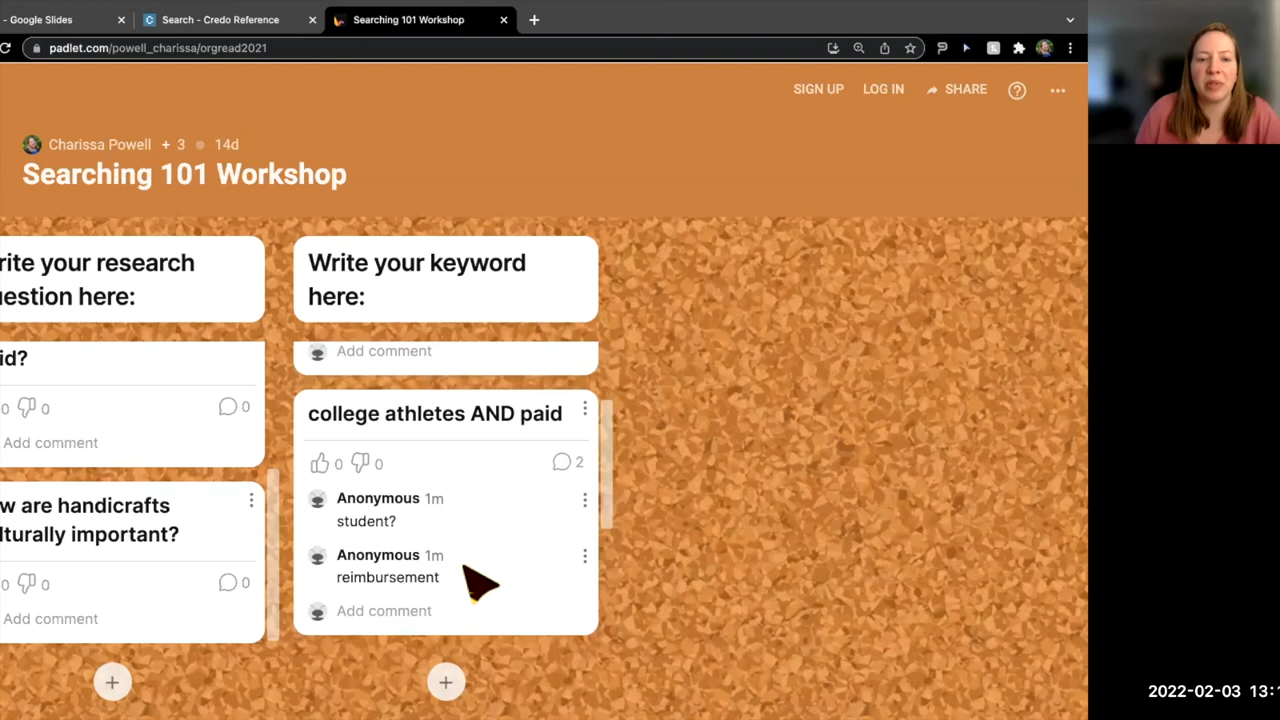 - Google Slides
Search - Credo Reference
Searching 101 Workshop
padlet.com/powell_charissa/orgread2021
SIGN UP LOG IN SHARE
Charissa Powell + 3 14d
Searching 101 Workshop
rite your research
uestion here:
id?
0 0 0
Add comment
w are handicrafts
lturally important?
0 0 0
Add comment
Write your keyword
here:
Add comment
college athletes AND paid
0 0 2
Anonymous 1m
student?
Anonymous 1m
reimbursement
Add comment
2022-02-03 13: